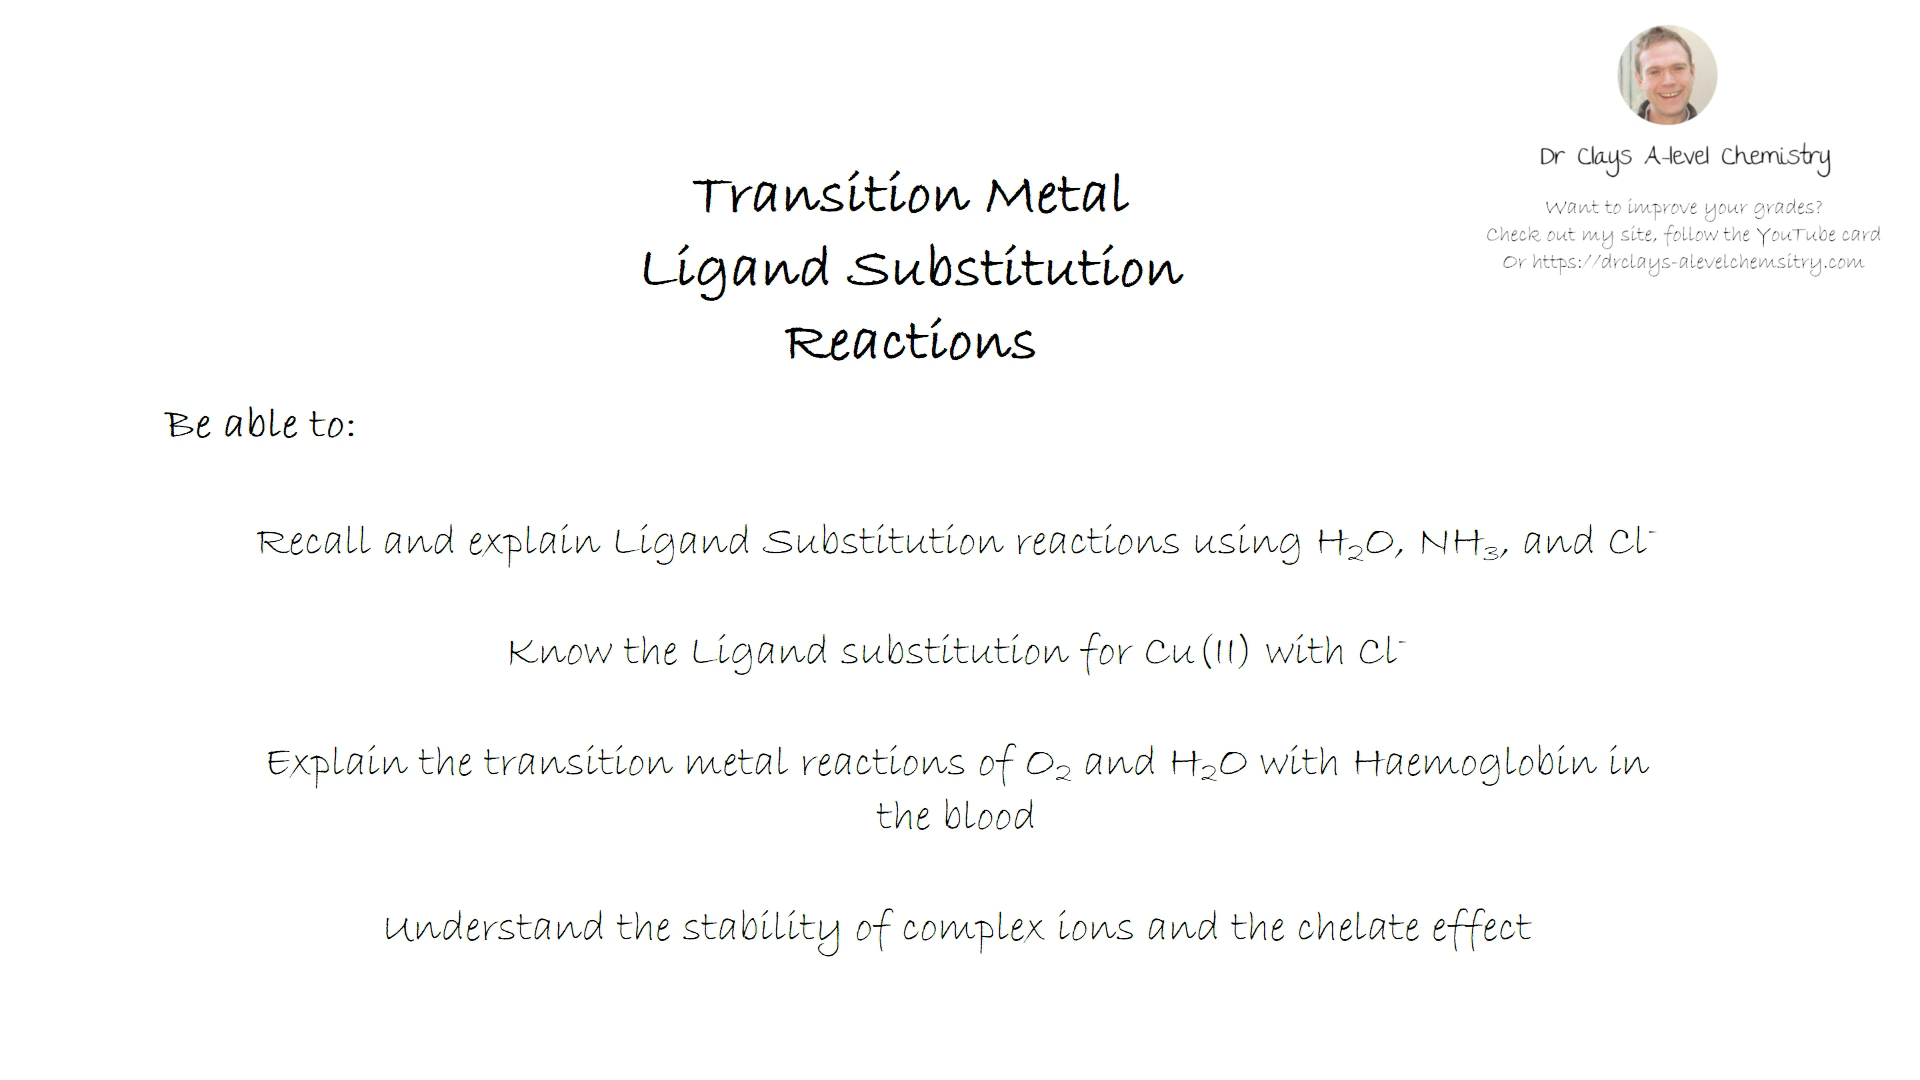 Dr Clays A-level Chemistry
Want to improve your grades?
Check out my site, follow the YouTube card
Or https://drclays-alevelchemsitry.com
Transition Metal
Ligand Substitution
Reactions
Be able to:
Recall and explain Ligand Substitution reactions using H₂O, NH₃, and Cl⁻
Know the Ligand substitution for Cu(II) with Cl⁻
Explain the transition metal reactions of O₂ and H₂O with Haemoglobin in
the blood
Understand the stability of complex ions and the chelate effect